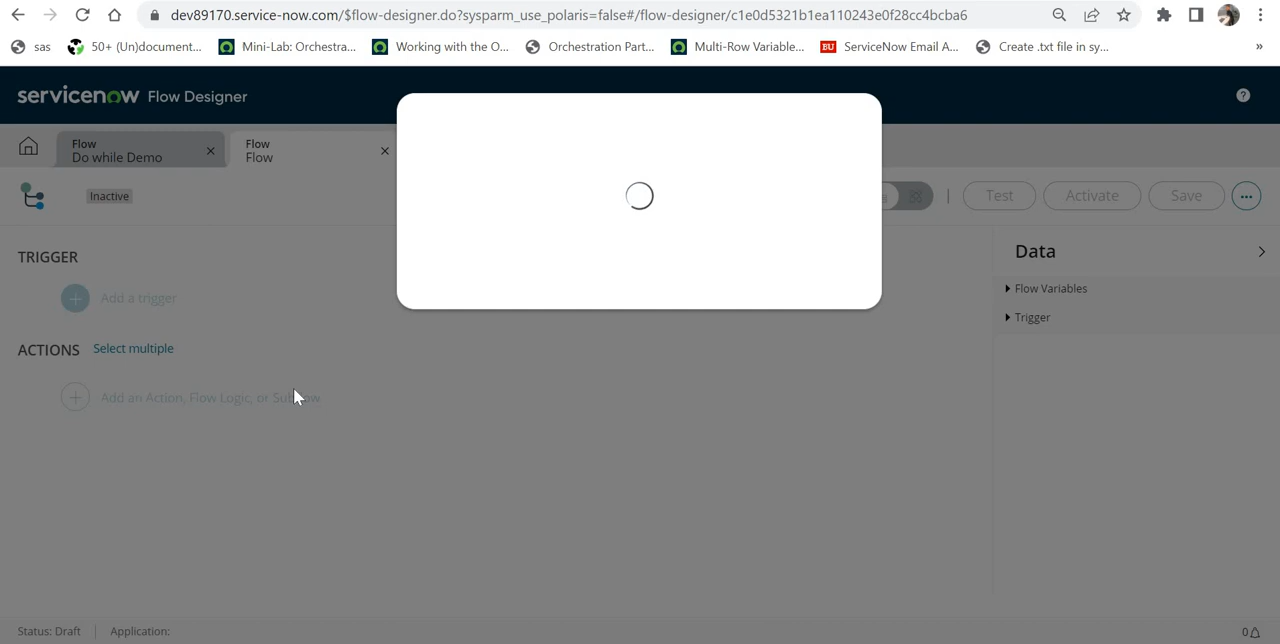 dev89170.service-now.com/$flow-designer.do?sysparm_use_polaris=false#/flow-designer/c1e0d5321b1ea110243e0f28cc4bcba6
sas 50+ (Un)document... Mini-Lab: Orchestra... Working with the O... Orchestration Part... Multi-Row Variable... BU ServiceNow Email A... Create .txt file in sy... »
servicenow Flow Designer ?
Flow
Do while Demo ×
Flow
Flow ×
Inactive
Test Activate Save ...
TRIGGER
Add a trigger
ACTIONS Select multiple
Add an Action, Flow Logic, or Subflow
Data
Flow Variables
Trigger
Status: Draft Application: 0